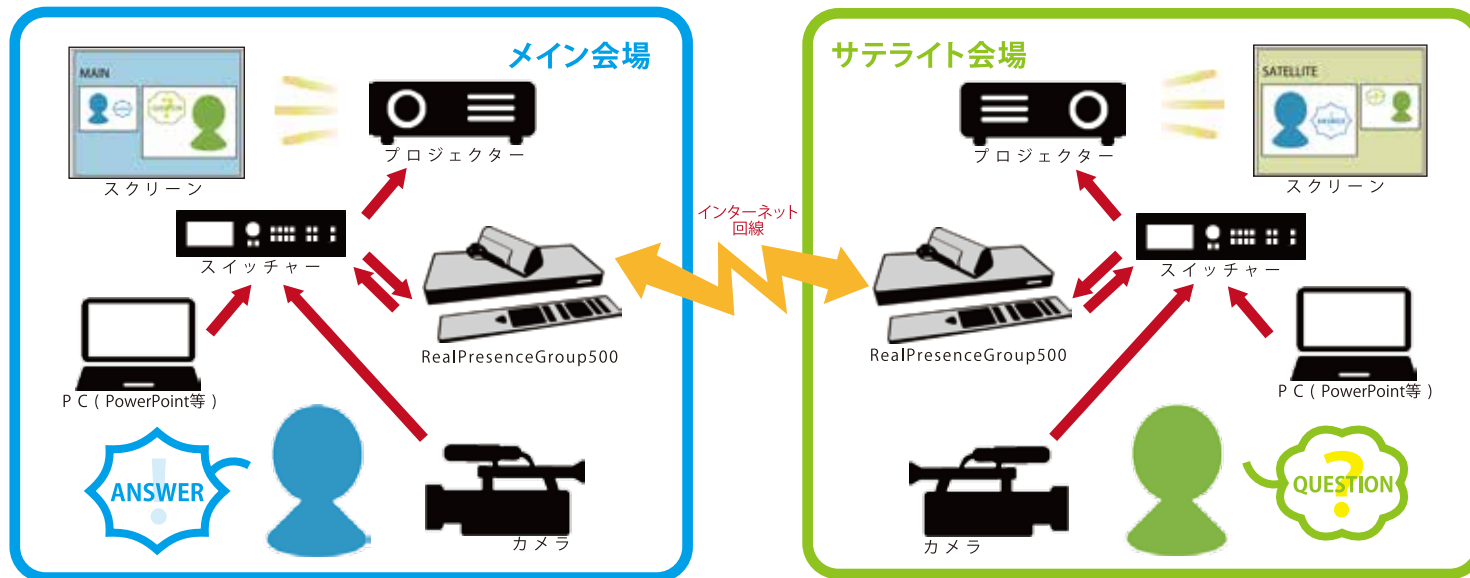 メイン会場
MAIN
QUESTION
スクリーン
プロジェクター
スイッチャー
RealPresenceGroup500
PC(PowerPoint等)
ANSWER
!
カメラ
インターネット
回線
サテライト会場
SATELLITE
ANSWER
プロジェクター
スクリーン
スイッチャー
RealPresenceGroup500
PC(PowerPoint等)
?
QUESTION
カメラ